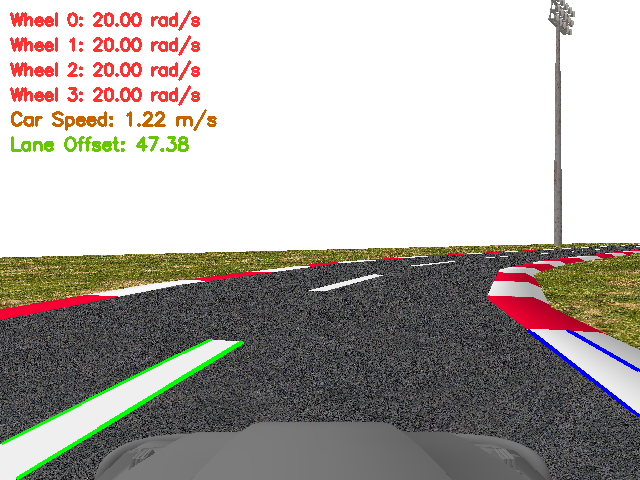 Wheel 0: 20.00 rad/s
Wheel 1: 20.00 rad/s
Wheel 2: 20.00 rad/s
Wheel 3: 20.00 rad/s
Car Speed: 1.22 m/s
Lane Offset: 47.38